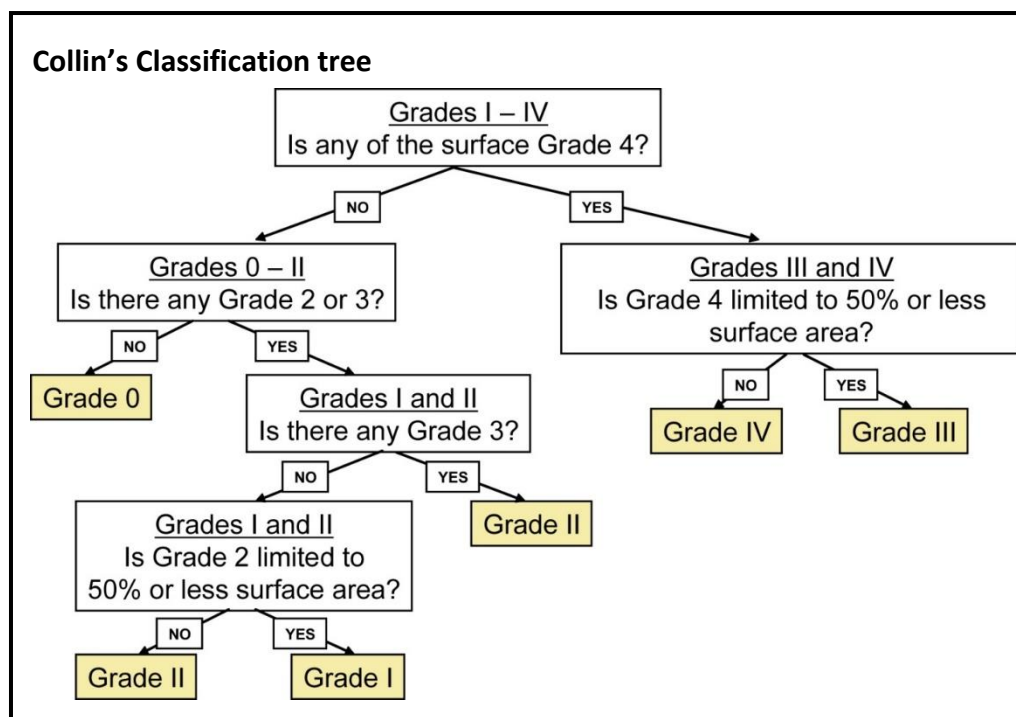 Collin’s Classification tree
Grades I – IV
Is any of the surface Grade 4?
NO
YES
Grades 0 – II
Is there any Grade 2 or 3?
Grades III and IV
Is Grade 4 limited to 50% or less
surface area?
NO
YES
NO
YES
Grade 0
Grades I and II
Is there any Grade 3?
Grade IV
Grade III
NO
YES
Grades I and II
Is Grade 2 limited to
50% or less surface area?
Grade II
NO
YES
Grade II
Grade I